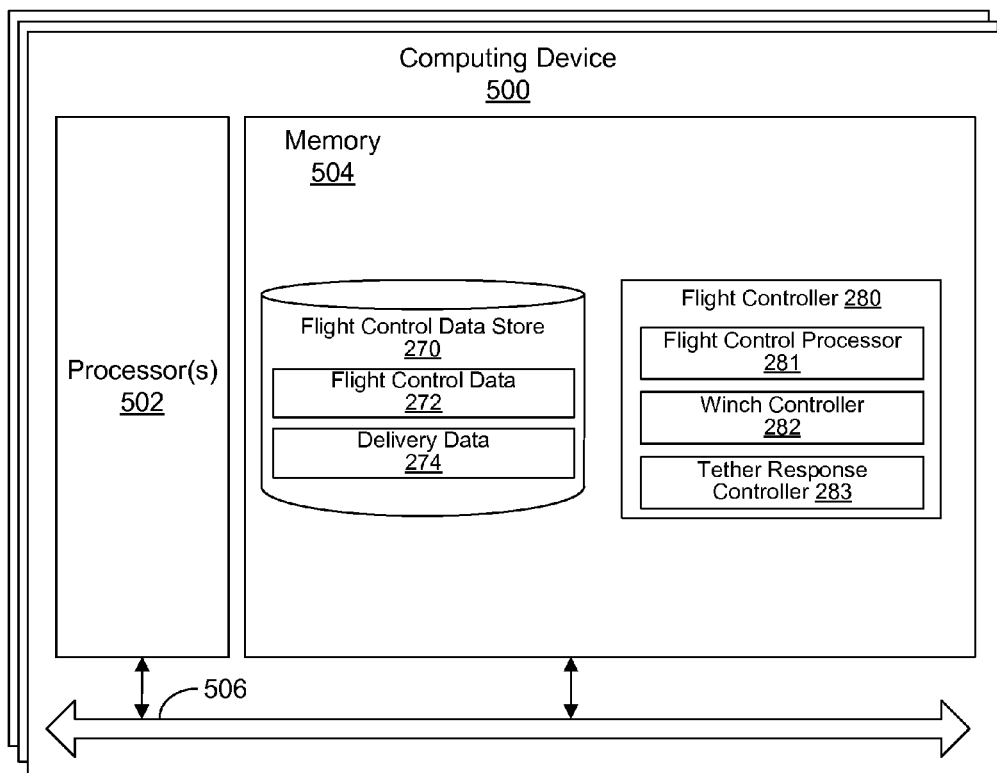 Computing Device
500
Memory
504
Processor(s)
502
Flight Control Data Store
270
Flight Control Data
272
Delivery Data
274
Flight Controller 280
Flight Control Processor
281
Winch Controller
282
Tether Response
Controller 283
506